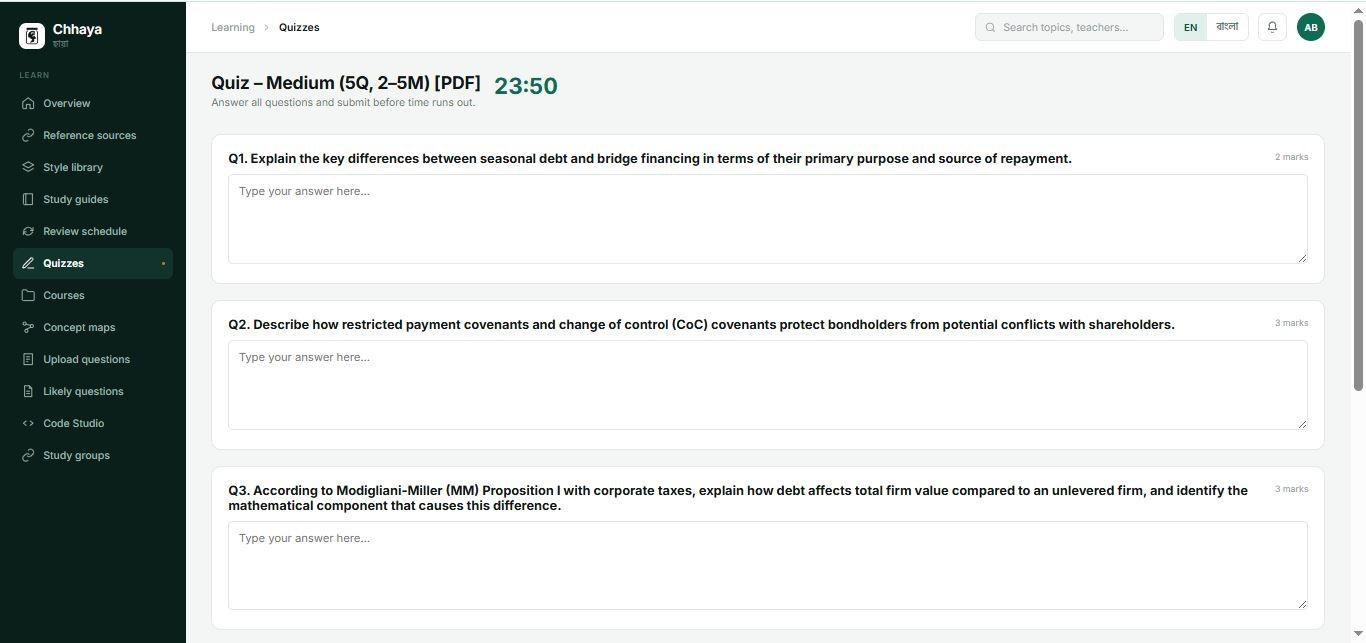 Chhaya
ছায়া
LEARN
Overview
Reference sources
Style library
Study guides
Review schedule
Quizzes
Courses
Concept maps
Upload questions
Likely questions
Code Studio
Study groups
Learning > Quizzes
Search topics, teachers...
EN বাংলা
AB
Quiz – Medium (5Q, 2–5M) [PDF] 23:50
Answer all questions and submit before time runs out.
Q1. Explain the key differences between seasonal debt and bridge financing in terms of their primary purpose and source of repayment. 2 marks
Type your answer here...
Q2. Describe how restricted payment covenants and change of control (CoC) covenants protect bondholders from potential conflicts with shareholders. 3 marks
Type your answer here...
Q3. According to Modigliani-Miller (MM) Proposition I with corporate taxes, explain how debt affects total firm value compared to an unlevered firm, and identify the 3 marks
mathematical component that causes this difference.
Type your answer here...